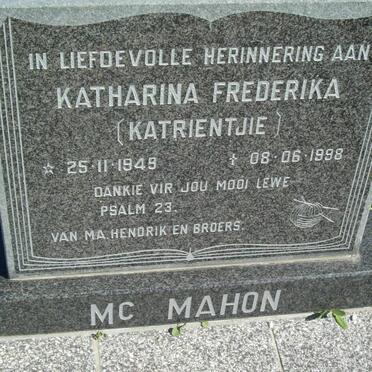 IN LIEFDEVOLLE HERINNERING AAN
KATHARINA FREDERIKA
(KATRIENTJIE)
☆ 25·11·1949 ✝ 08·06·1998
DANKIE VIR JOU MOOI LEWE
PSALM 23.
VAN MA, HENDRIK EN BROERS.
MC MAHON